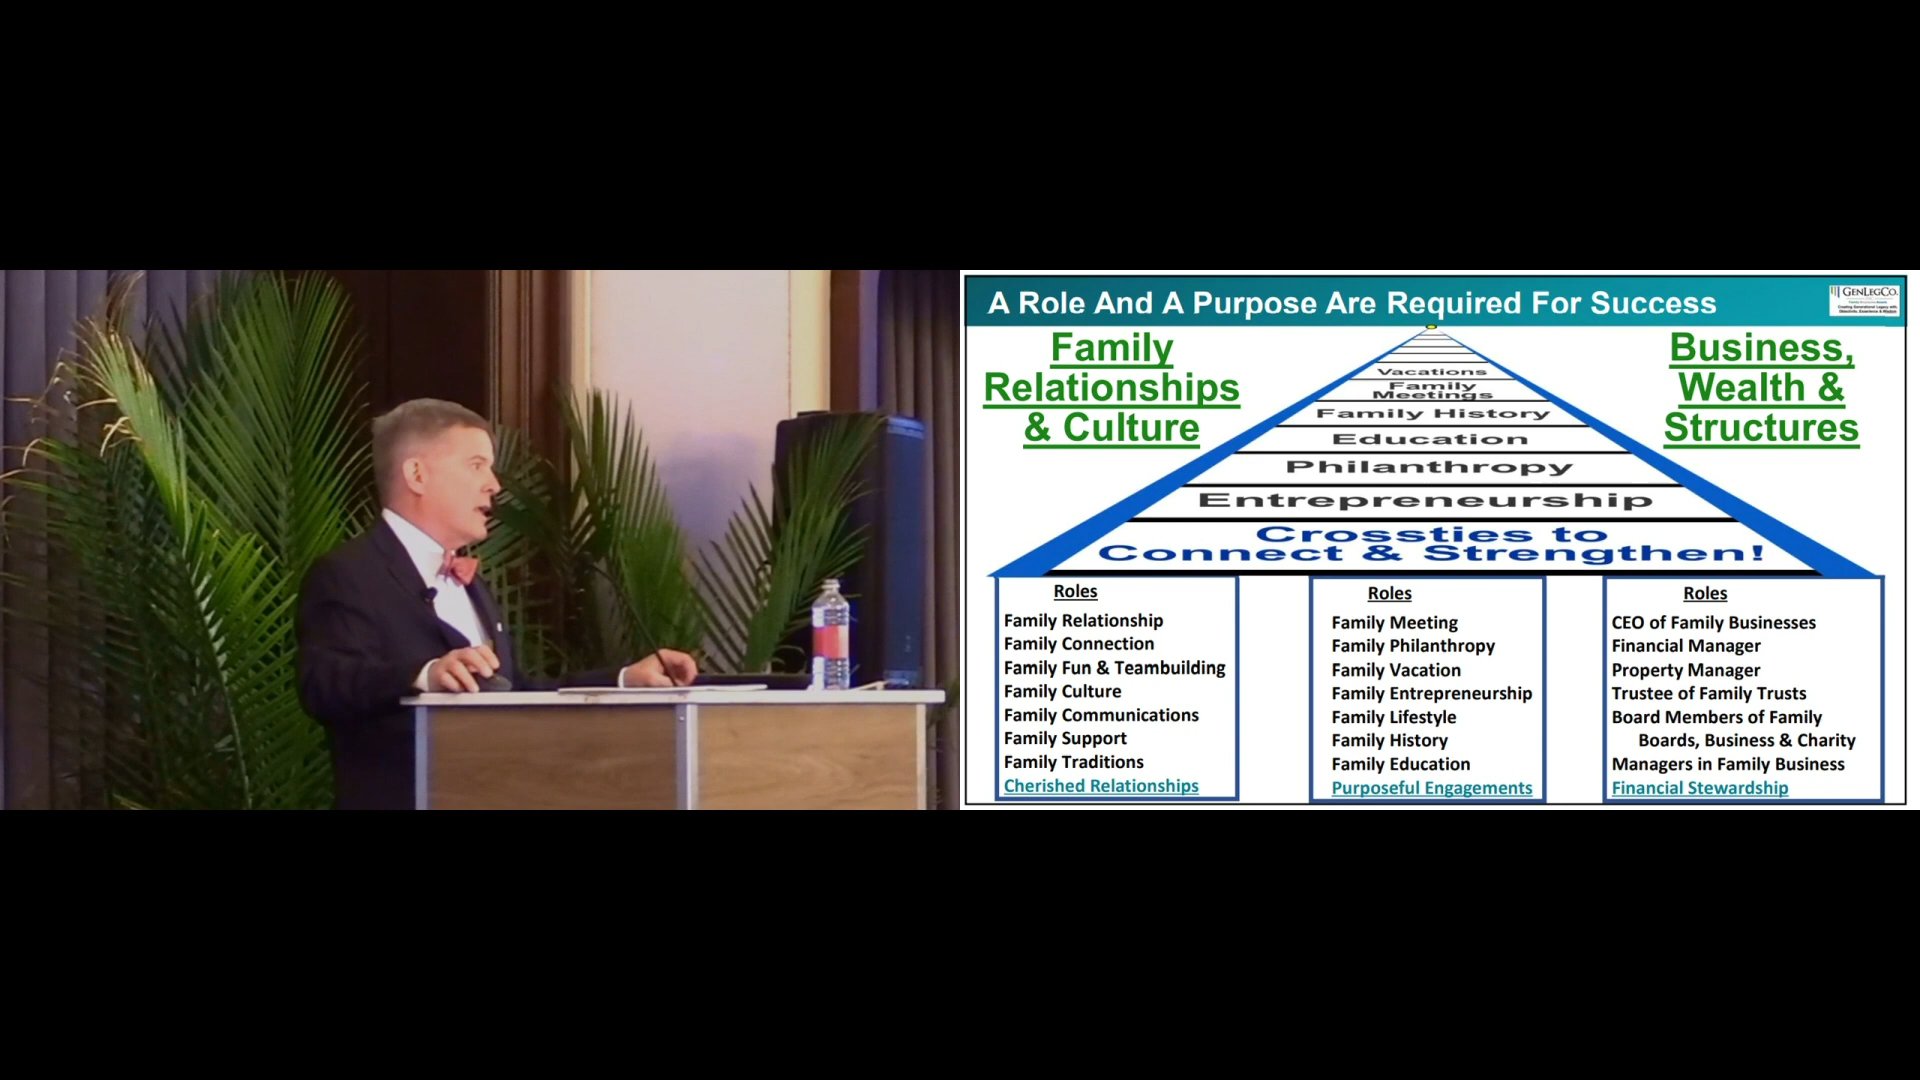 A Role And A Purpose Are Required For Success
GENLEGCO.
Family
Relationships
& Culture
Business,
Wealth &
Structures
Vacations
Family
Meetings
Family History
Education
Philanthropy
Entrepreneurship
Crossties to
Connect & Strengthen!
Roles
Family Relationship
Family Connection
Family Fun & Teambuilding
Family Culture
Family Communications
Family Support
Family Traditions
Cherished Relationships
Roles
Family Meeting
Family Philanthropy
Family Vacation
Family Entrepreneurship
Family Lifestyle
Family History
Family Education
Purposeful Engagements
Roles
CEO of Family Businesses
Financial Manager
Property Manager
Trustee of Family Trusts
Board Members of Family
Boards, Business & Charity
Managers in Family Business
Financial Stewardship